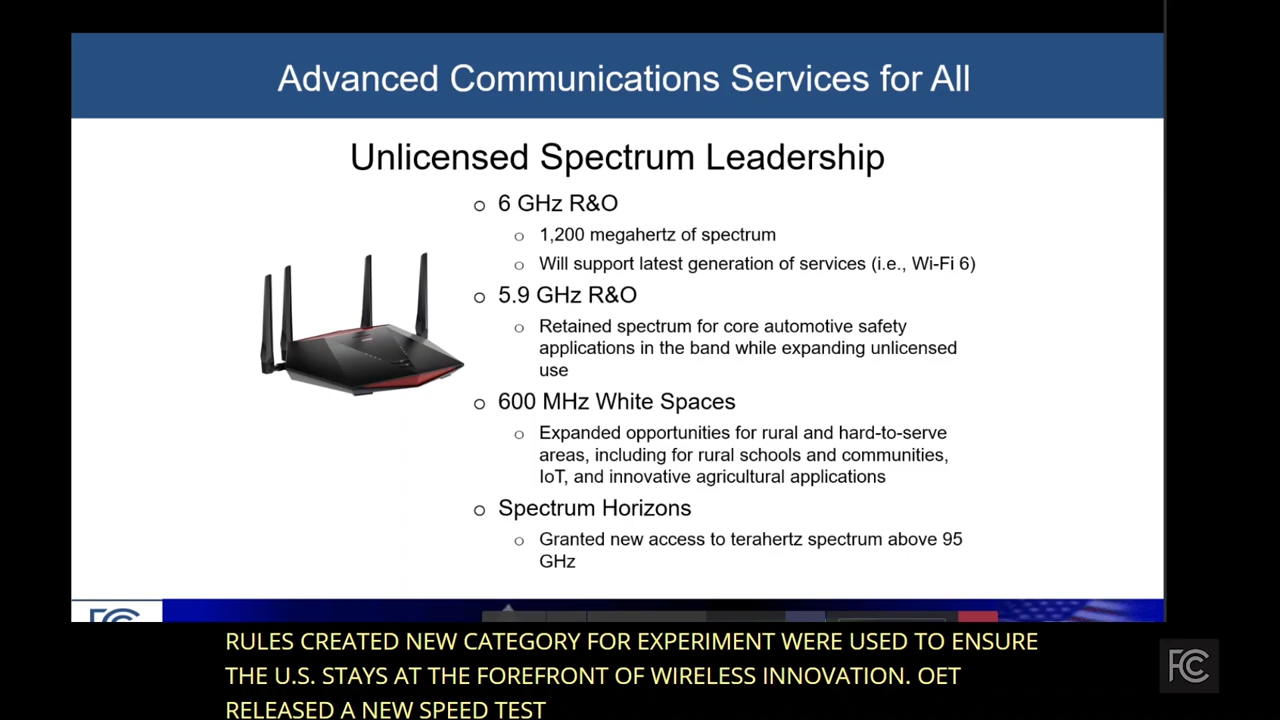 Advanced Communications Services for All
Unlicensed Spectrum Leadership
6 GHz R&O
1,200 megahertz of spectrum
Will support latest generation of services (i.e., Wi-Fi 6)
5.9 GHz R&O
Retained spectrum for core automotive safety
applications in the band while expanding unlicensed
use
600 MHz White Spaces
Expanded opportunities for rural and hard-to-serve
areas, including for rural schools and communities,
IoT, and innovative agricultural applications
Spectrum Horizons
Granted new access to terahertz spectrum above 95
GHz
FCC
RULES CREATED NEW CATEGORY FOR EXPERIMENT WERE USED TO ENSURE
THE U.S. STAYS AT THE FOREFRONT OF WIRELESS INNOVATION. OET
RELEASED A NEW SPEED TEST
FCC